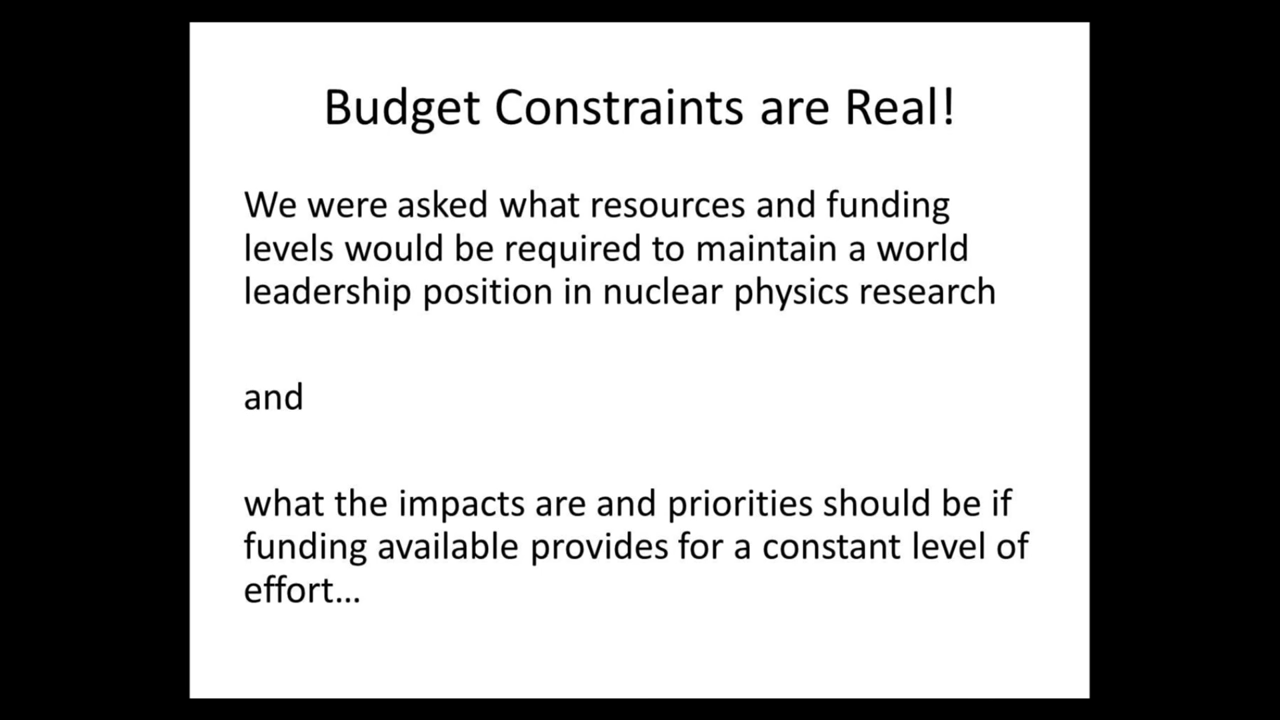 Budget Constraints are Real!
We were asked what resources and funding
levels would be required to maintain a world
leadership position in nuclear physics research
and
what the impacts are and priorities should be if
funding available provides for a constant level of
effort…